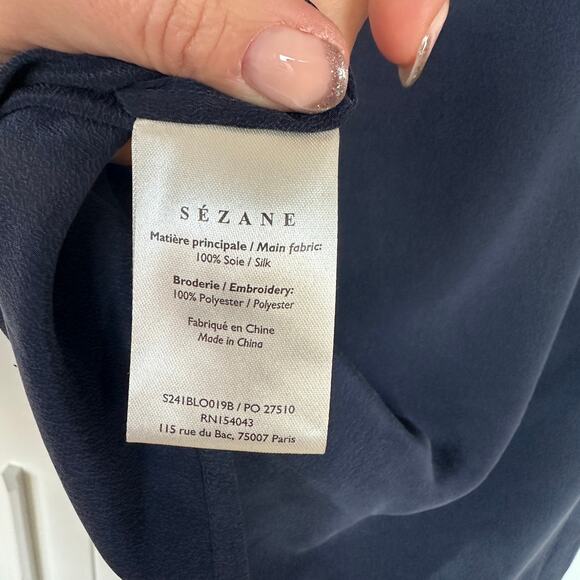 SÉZANE
Matière principale / Main fabric:
100% Soie / Silk
Broderie / Embroidery:
100% Polyester / Polyester
Fabriqué en Chine
Made in China
S241BLO019B / PO 27510
RN154043
115 rue du Bac, 75007 Paris